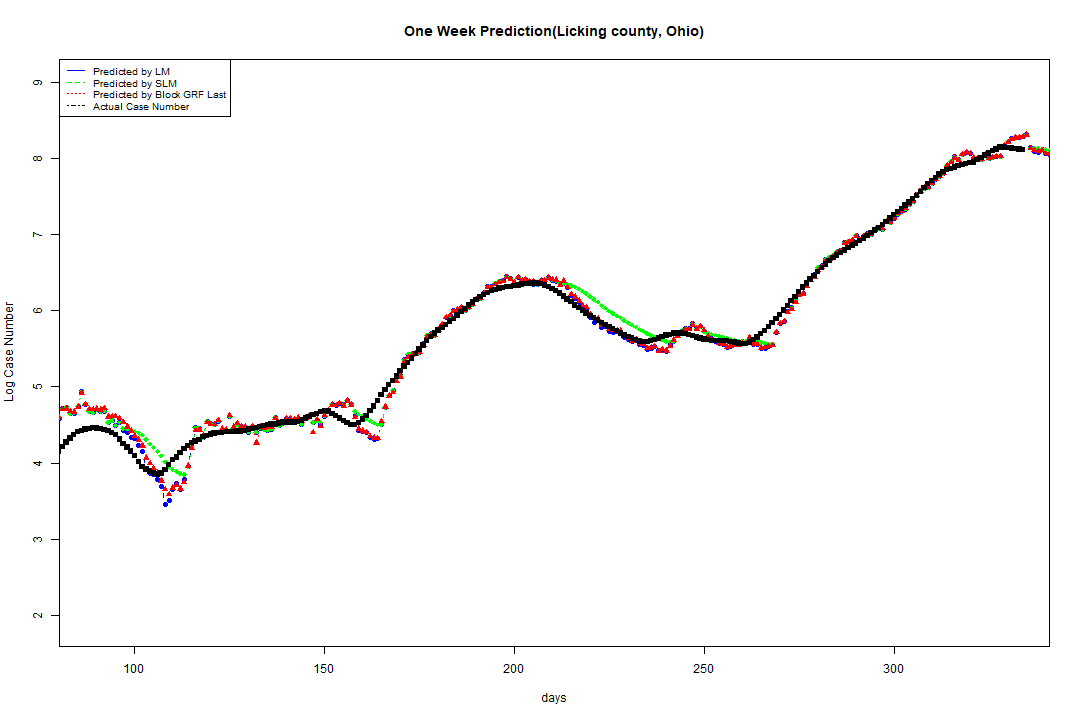 One Week Prediction(Licking county, Ohio)
Predicted by LM
Predicted by SLM
Predicted by Block GRF Last
Actual Case Number
9
8
7
6
5
4
3
2
Log Case Number
100 150 200 250 300
days